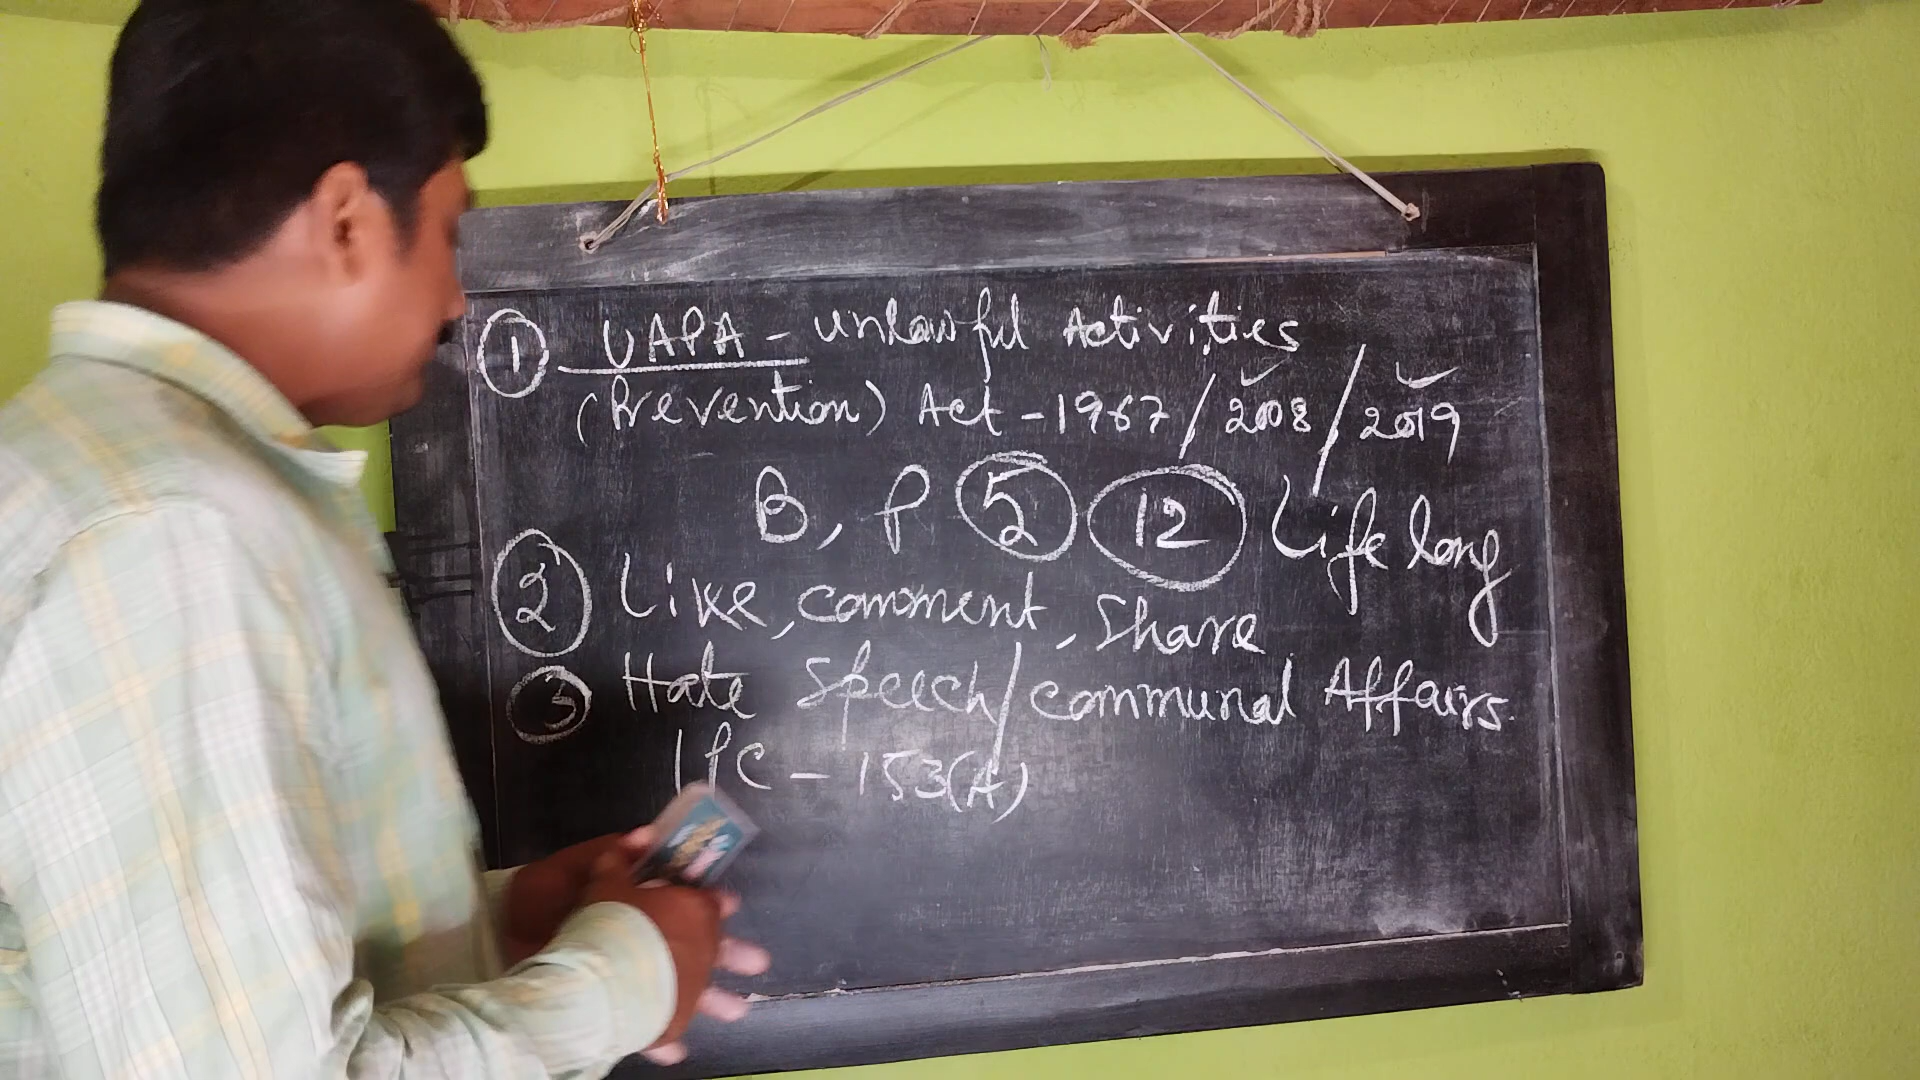 ① UAPA - unlawful Activities
(Prevention) Act - 1967 / 2008 / 2019
B, P 5 12 Life long
② Like, comment, Share
③ Hate Speech / communal Affairs.
IPC - 153(A)